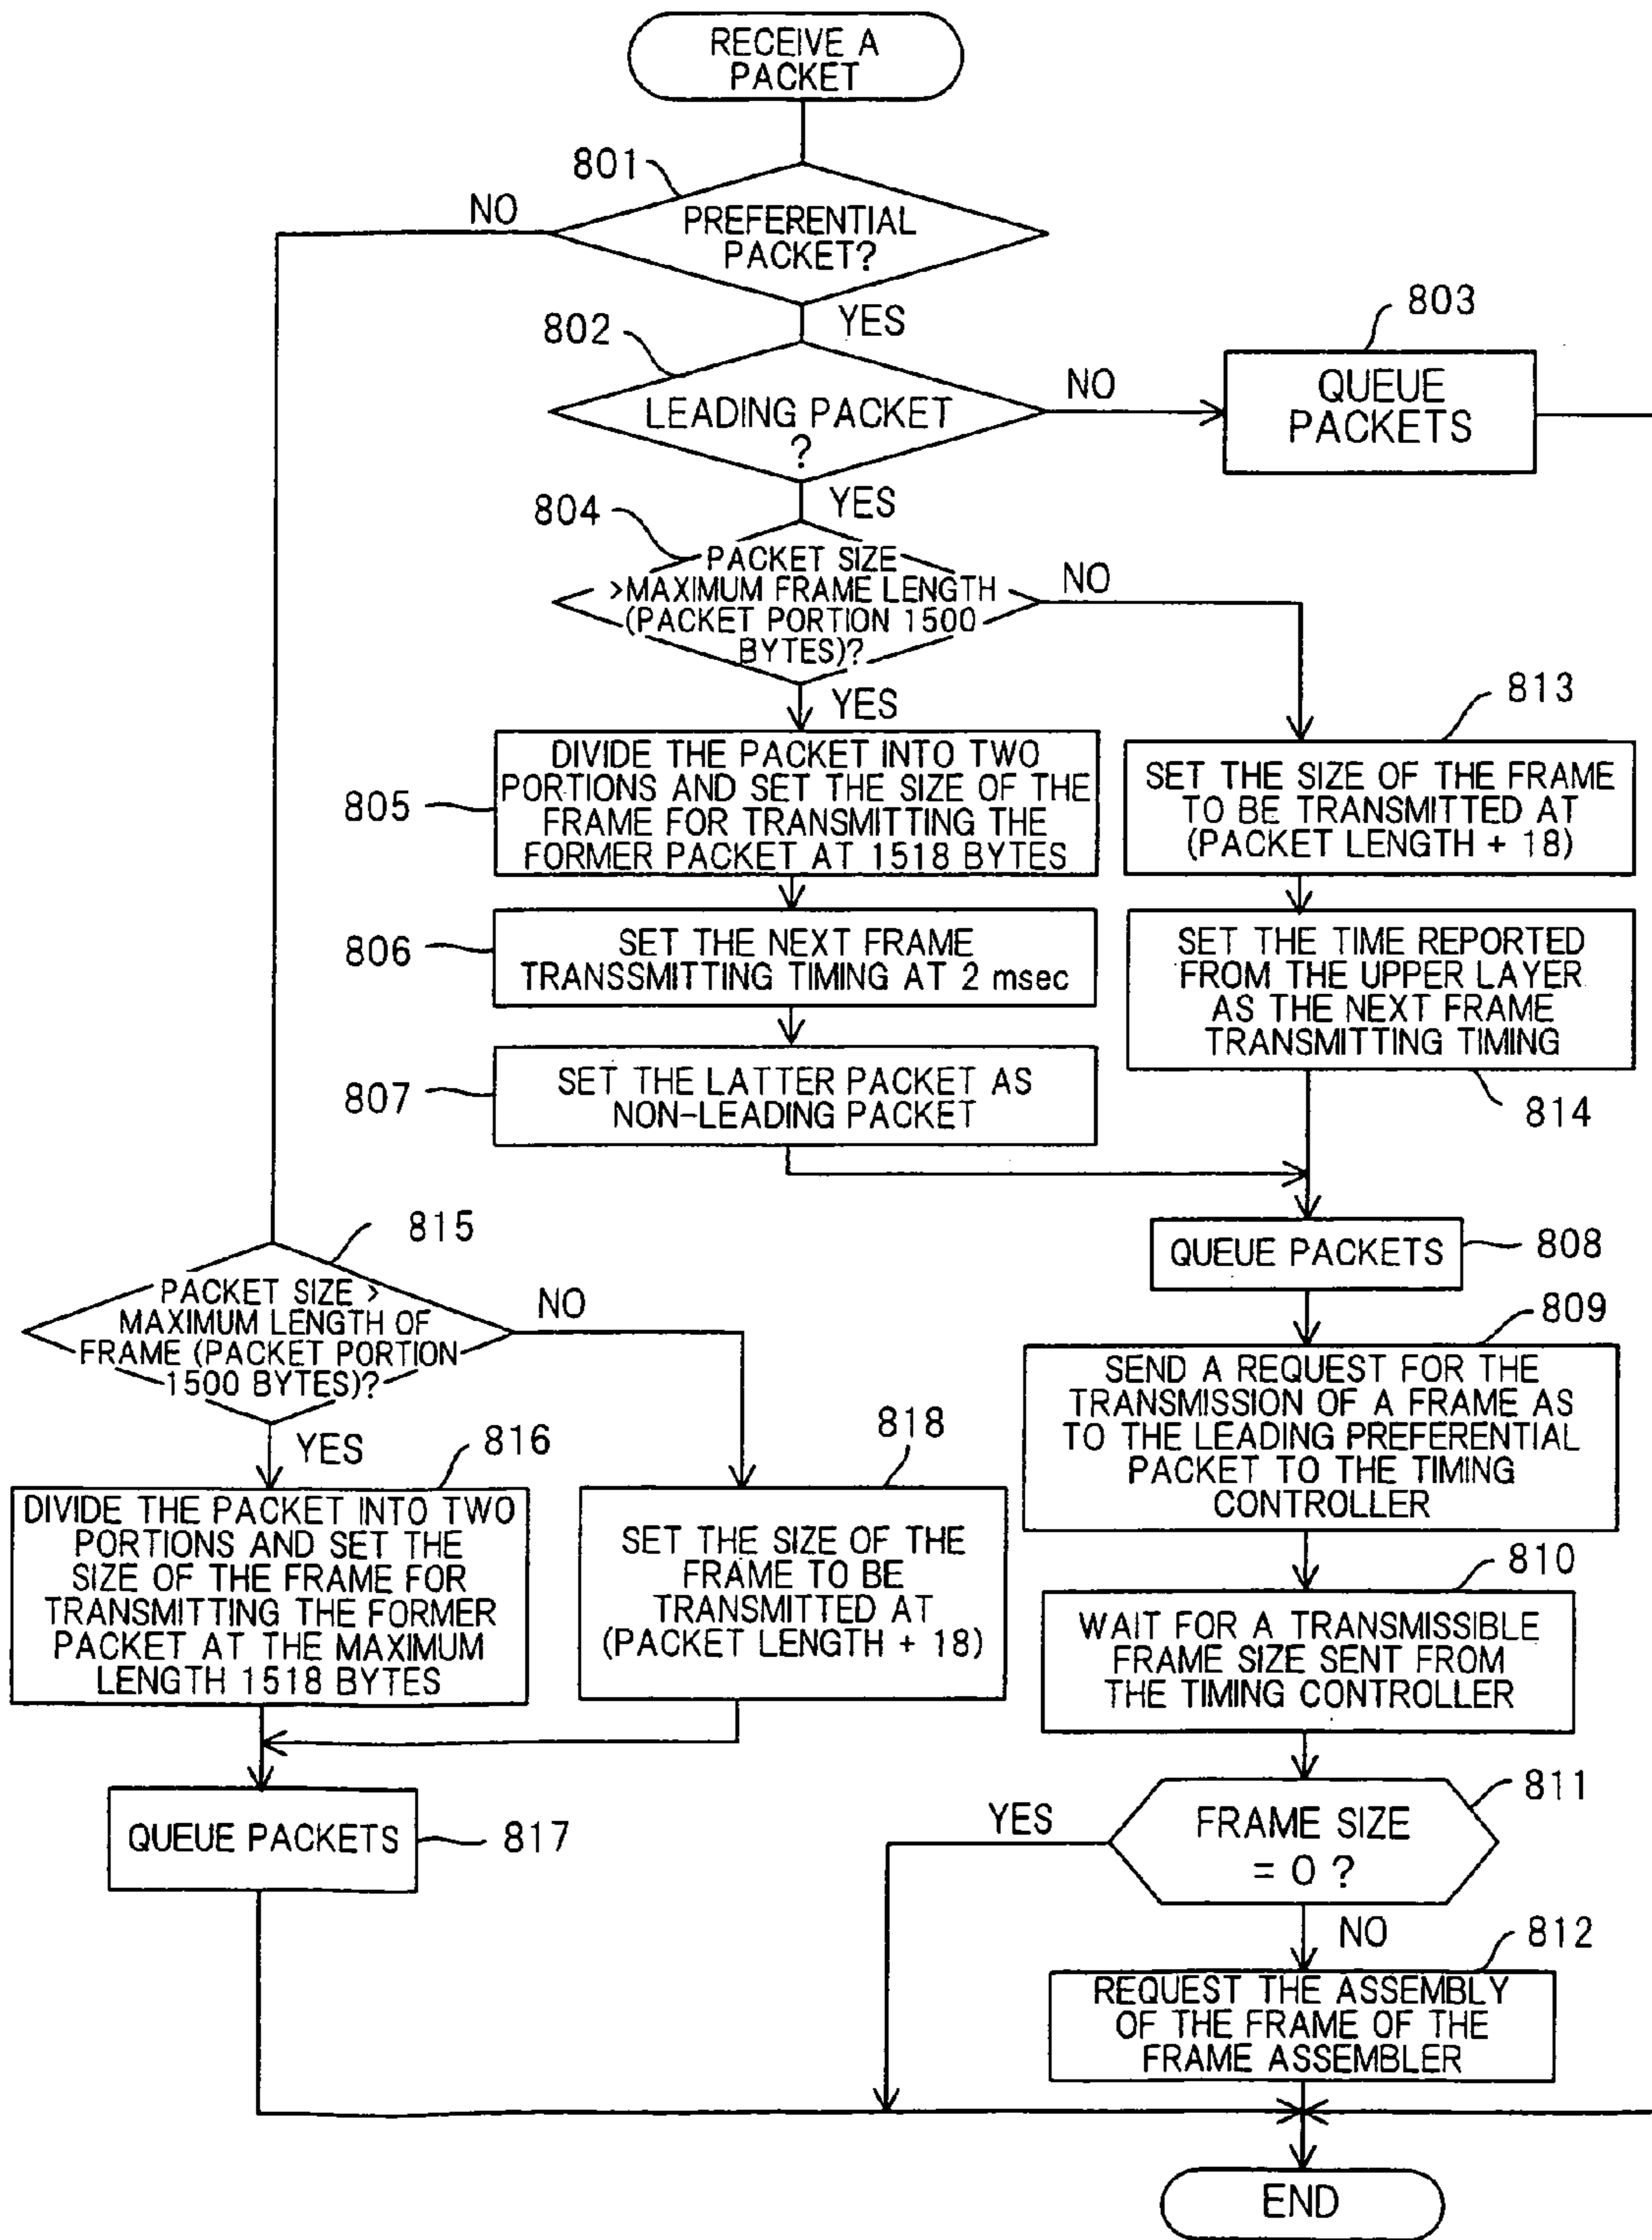 RECEIVE A
PACKET
801
NO
PREFERENTIAL
PACKET?
YES
802
LEADING PACKET
?
NO
803
QUEUE
PACKETS
YES
804
PACKET SIZE
>MAXIMUM FRAME LENGTH
(PACKET PORTION 1500
BYTES)?
NO
YES
805
DIVIDE THE PACKET INTO TWO
PORTIONS AND SET THE SIZE OF THE
FRAME FOR TRANSMITTING THE
FORMER PACKET AT 1518 BYTES
813
SET THE SIZE OF THE FRAME
TO BE TRANSMITTED AT
(PACKET LENGTH + 18)
806
SET THE NEXT FRAME
TRANSSMITTING TIMING AT 2 msec
SET THE TIME REPORTED
FROM THE UPPER LAYER
AS THE NEXT FRAME
TRANSMITTING TIMING
814
807
SET THE LATTER PACKET AS
NON-LEADING PACKET
815
PACKET SIZE >
MAXIMUM LENGTH OF
FRAME (PACKET PORTION
1500 BYTES)?
NO
YES
QUEUE PACKETS
808
809
SEND A REQUEST FOR THE
TRANSMISSION OF A FRAME AS
TO THE LEADING PREFERENTIAL
PACKET TO THE TIMING
CONTROLLER
816
DIVIDE THE PACKET INTO TWO
PORTIONS AND SET THE
SIZE OF THE FRAME FOR
TRANSMITTING THE FORMER
PACKET AT THE MAXIMUM
LENGTH 1518 BYTES
818
SET THE SIZE OF THE
FRAME TO BE
TRANSMITTED AT
(PACKET LENGTH + 18)
810
WAIT FOR A TRANSMISSIBLE
FRAME SIZE SENT FROM
THE TIMING CONTROLLER
QUEUE PACKETS
817
811
YES
FRAME SIZE
= 0 ?
NO
812
REQUEST THE ASSEMBLY
OF THE FRAME OF THE
FRAME ASSEMBLER
END